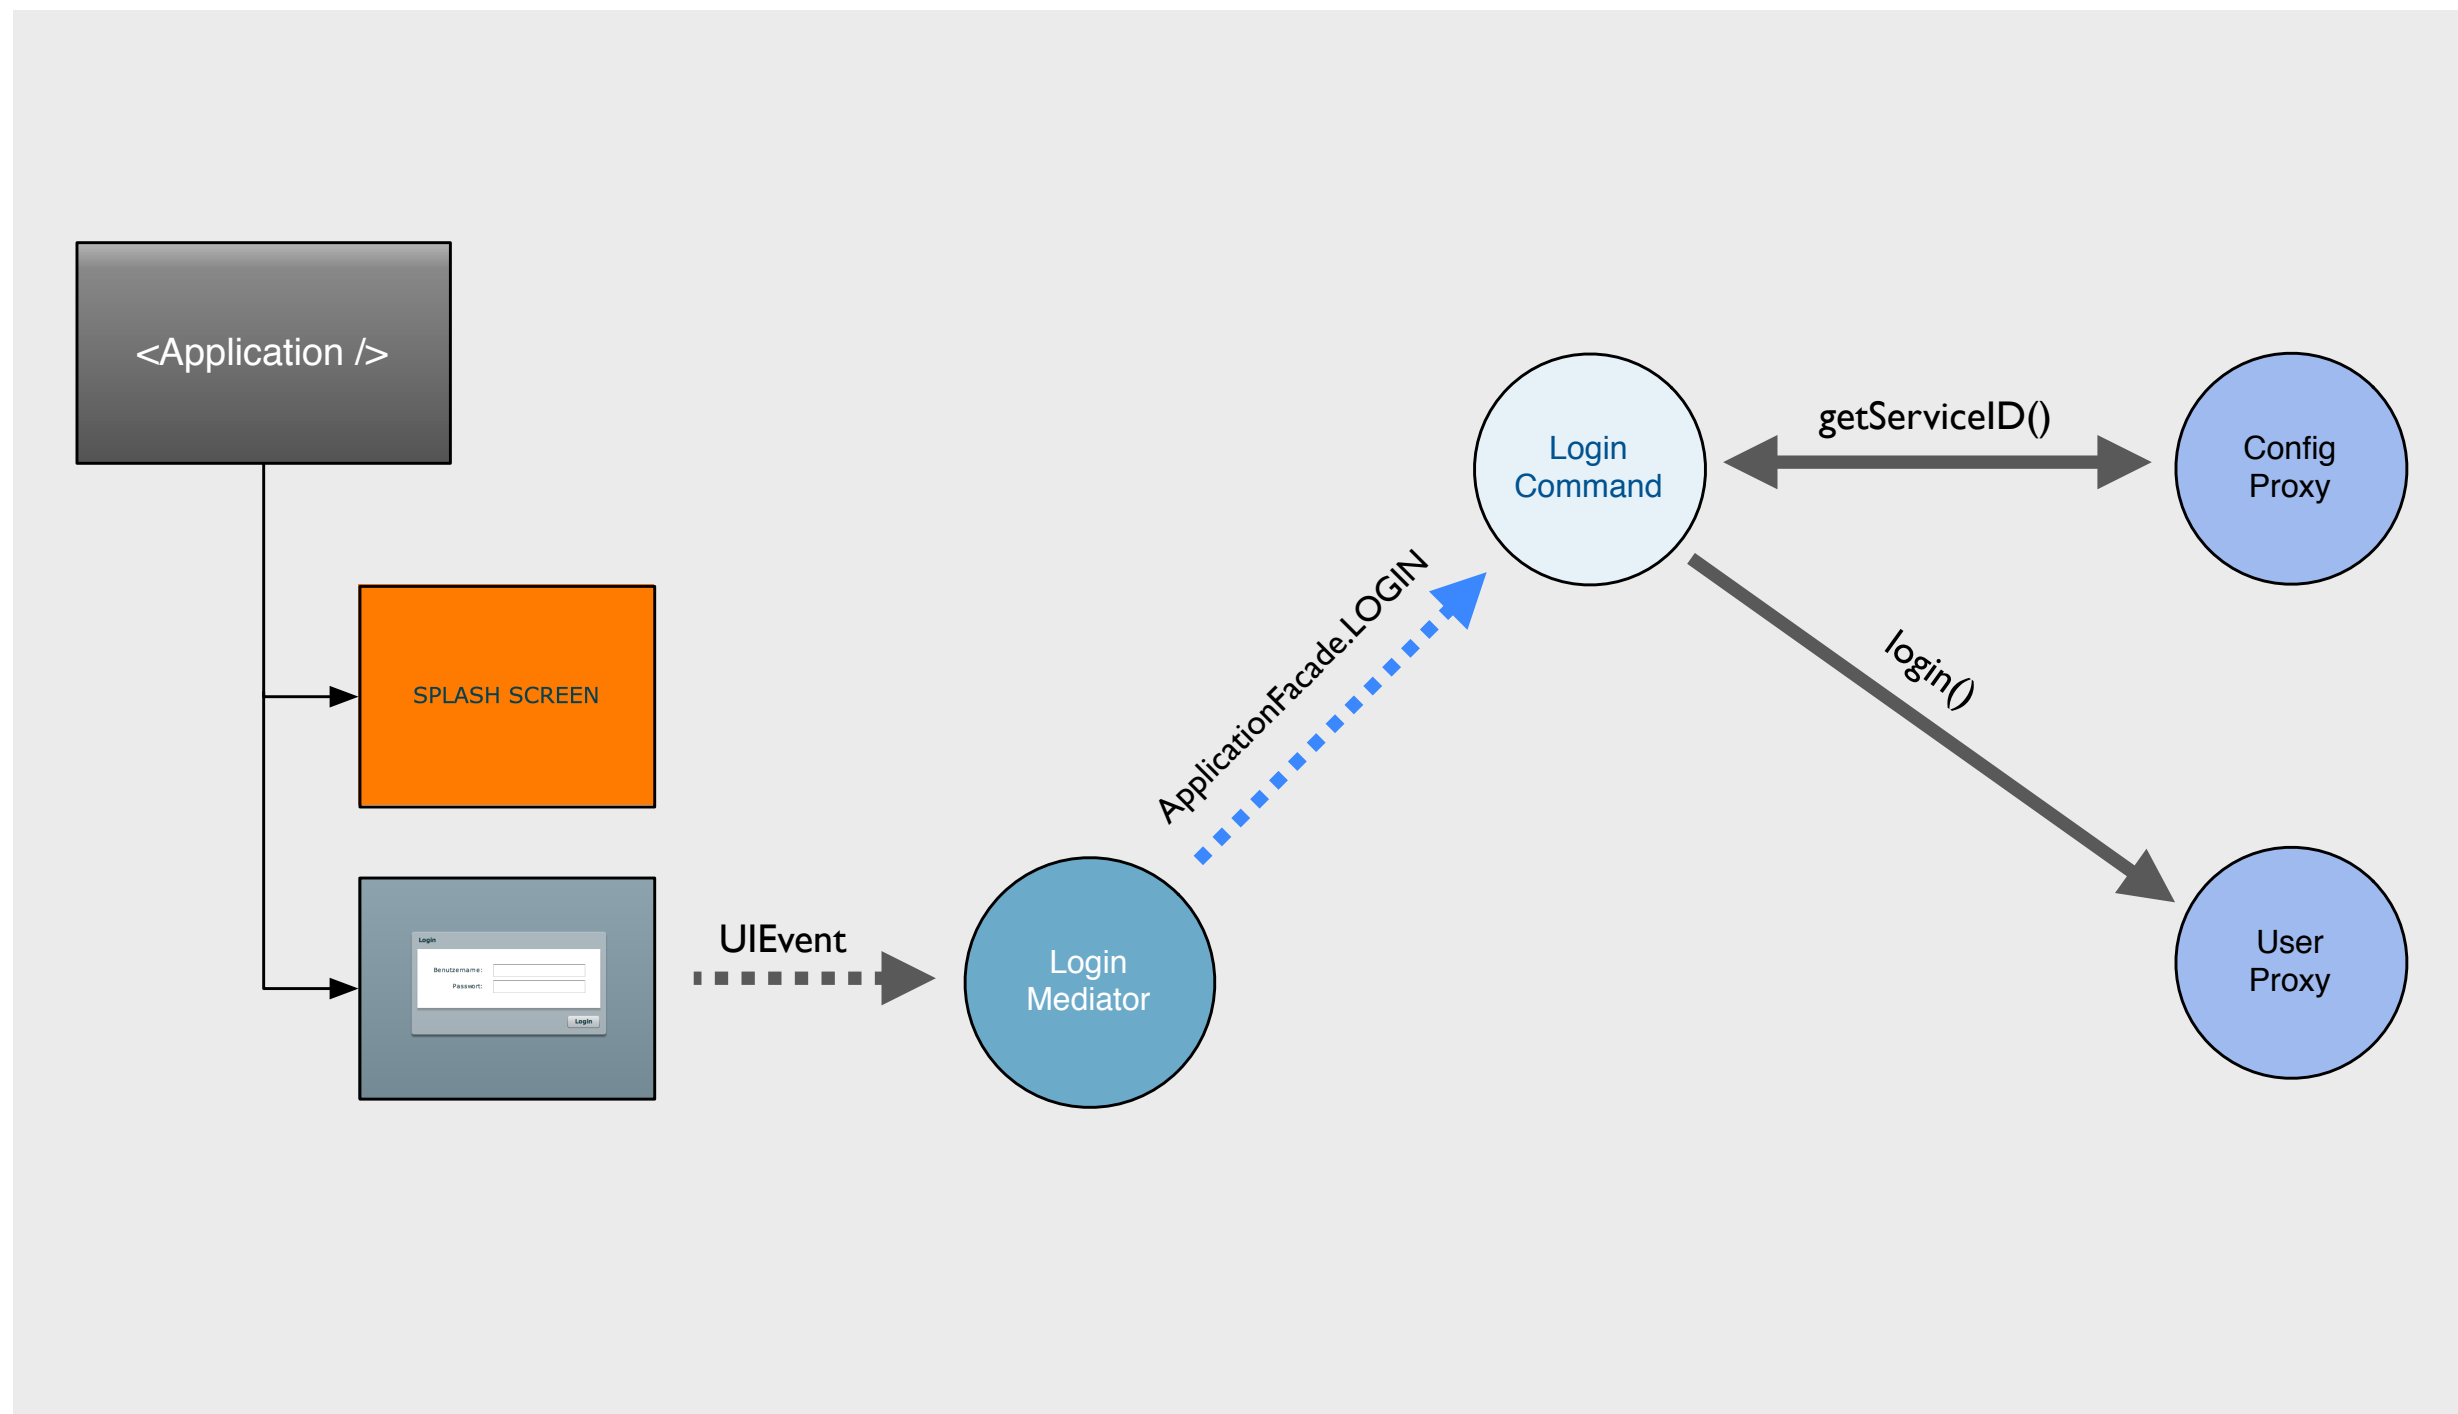 <Application />
SPLASH SCREEN
Login
Benutzername:
Passwort:
Login
UIEvent
Login
Mediator
ApplicationFacade.LOGIN
Login
Command
getServiceID()
Config
Proxy
login()
User
Proxy